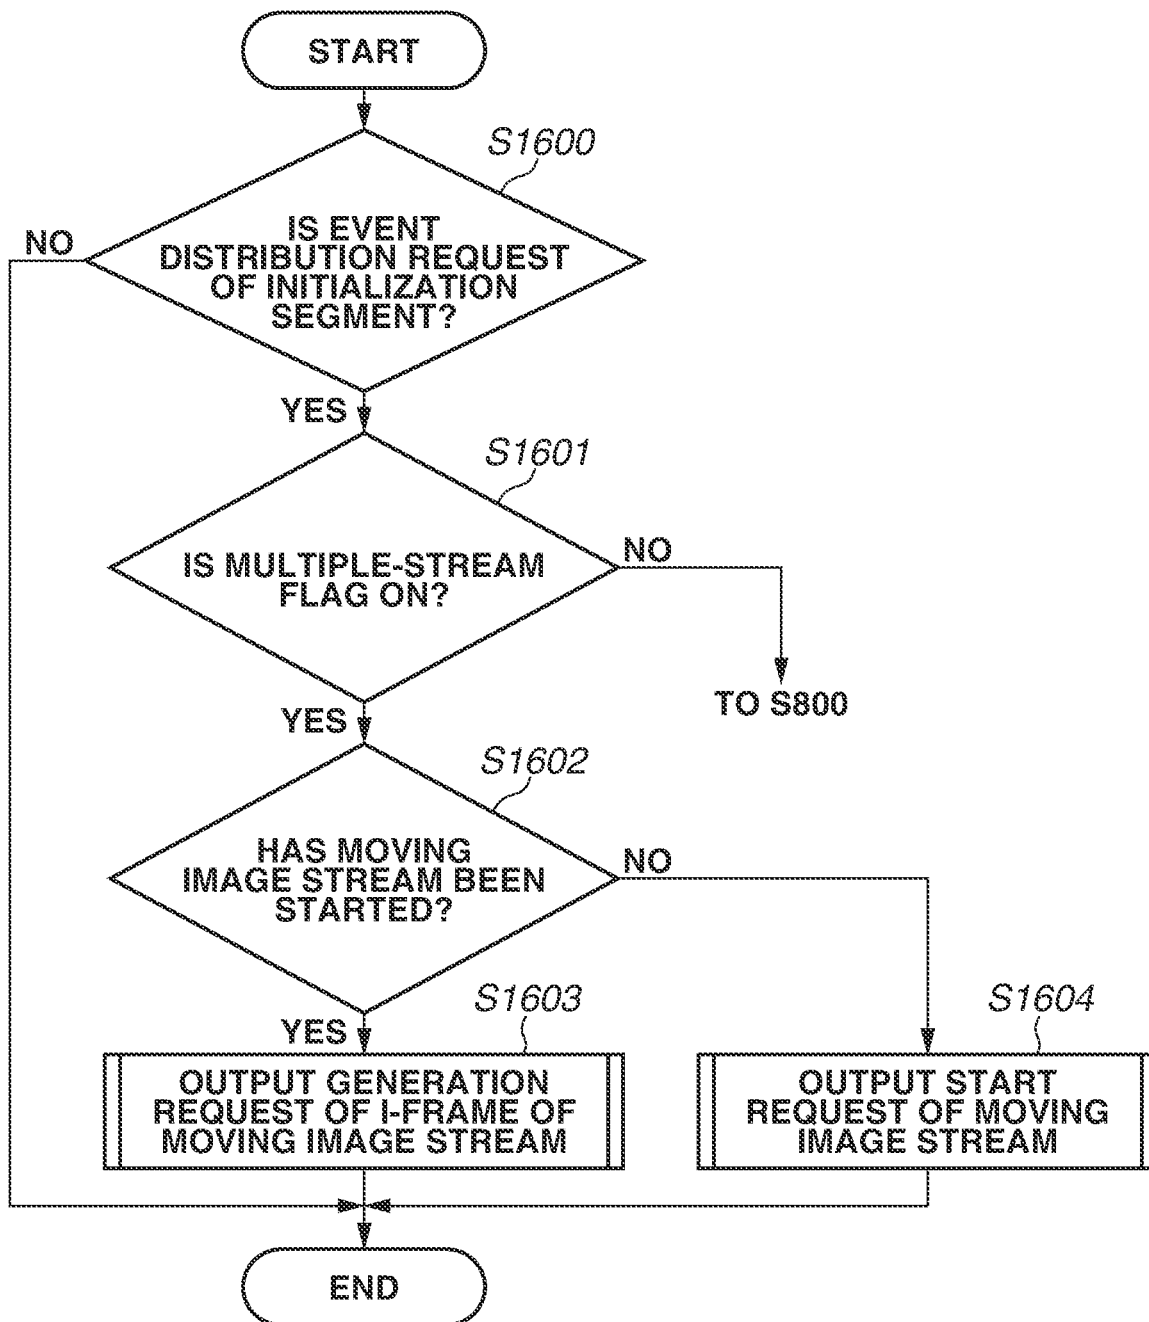 START
S1600
IS EVENT
DISTRIBUTION REQUEST
OF INITIALIZATION
SEGMENT?
NO
YES
S1601
IS MULTIPLE-STREAM
FLAG ON?
NO
TO S800
YES
S1602
HAS MOVING
IMAGE STREAM BEEN
STARTED?
NO
YES
S1603
OUTPUT GENERATION
REQUEST OF I-FRAME OF
MOVING IMAGE STREAM
S1604
OUTPUT START
REQUEST OF MOVING
IMAGE STREAM
END